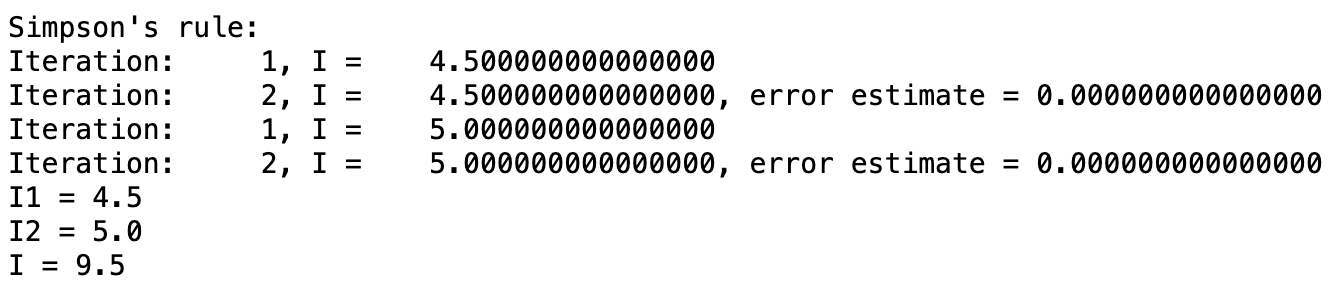 Simpson's rule:
Iteration:     1, I =    4.500000000000000
Iteration:     2, I =    4.500000000000000, error estimate = 0.000000000000000
Iteration:     1, I =    5.000000000000000
Iteration:     2, I =    5.000000000000000, error estimate = 0.000000000000000
I1 = 4.5
I2 = 5.0
I = 9.5